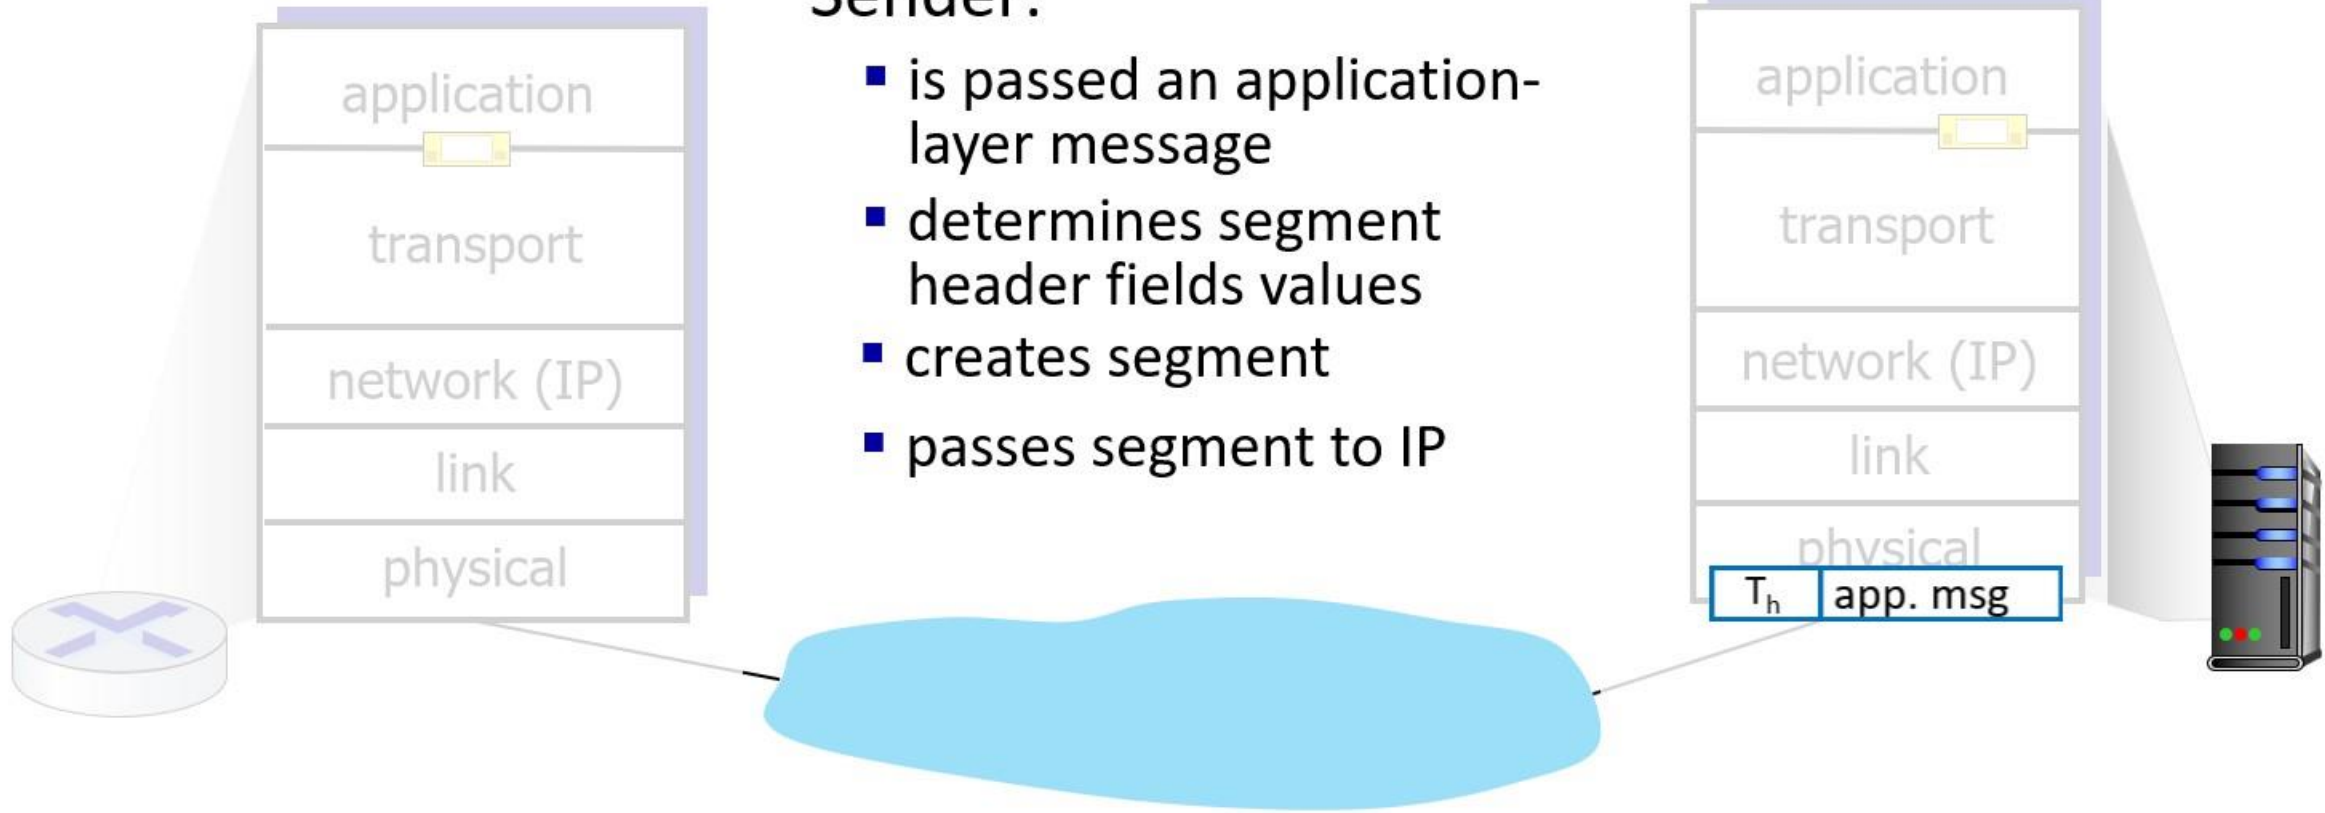 application
transport
network (IP)
link
physical
Sender:
▪ is passed an application-
layer message
▪ determines segment
header fields values
▪ creates segment
▪ passes segment to IP
application
transport
network (IP)
link
physical
Th app. msg